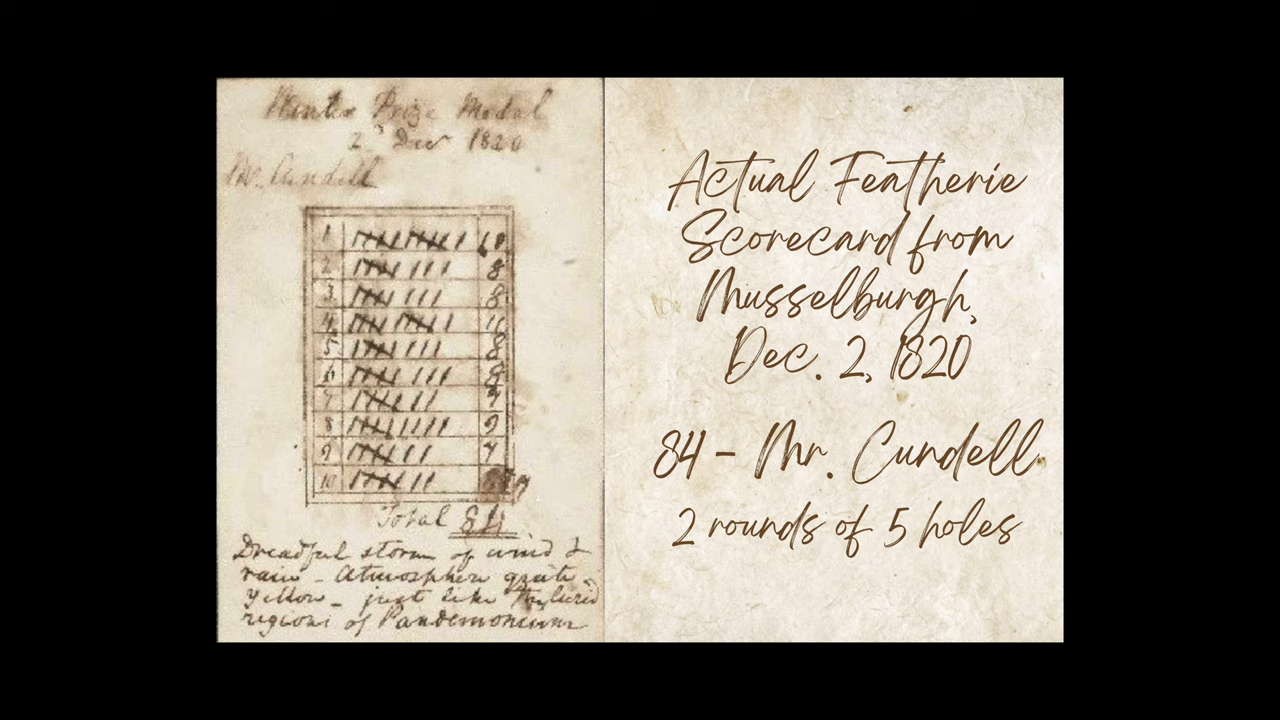 Winter Prize Medal
2d Decr 1820
Mr. Cundell
1
2 8
3 8
4 11
5 8
6 8
7 7
8 9
9 7
10 7
Total 84
Dreadful storm of wind &
rain - Atmosphere quite
yellow - just like the lurid
regions of Pandemonium
Actual Featherie
Scorecard from
Musselburgh,
Dec. 2, 1820
84 - Mr. Cundell
2 rounds of 5 holes